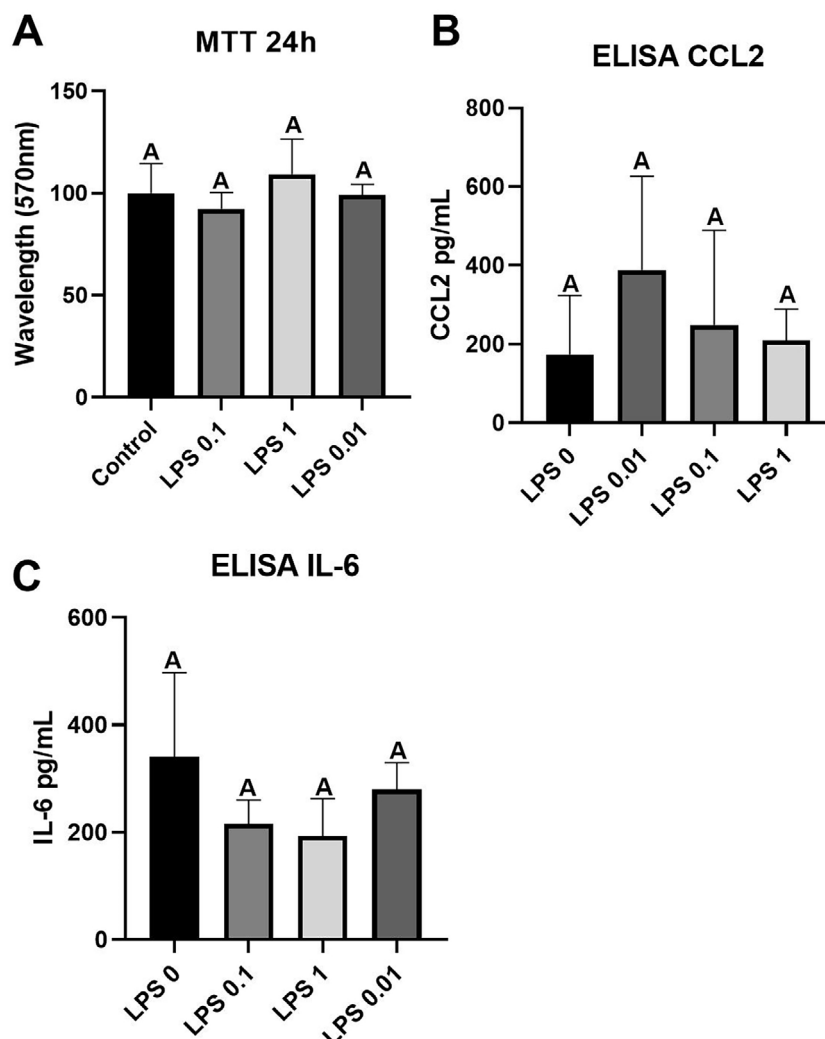 A
MTT 24h
Wavelength (570nm)
150
100
50
0
A
A
A
A
Control
LPS 0.1
LPS 1
LPS 0.01
B
ELISA CCL2
CCL2 pg/mL
800
600
400
200
0
A
A
A
A
LPS 0
LPS 0.01
LPS 0.1
LPS 1
C
ELISA IL-6
IL-6 pg/mL
600
400
200
0
A
A
A
A
LPS 0
LPS 0.1
LPS 1
LPS 0.01